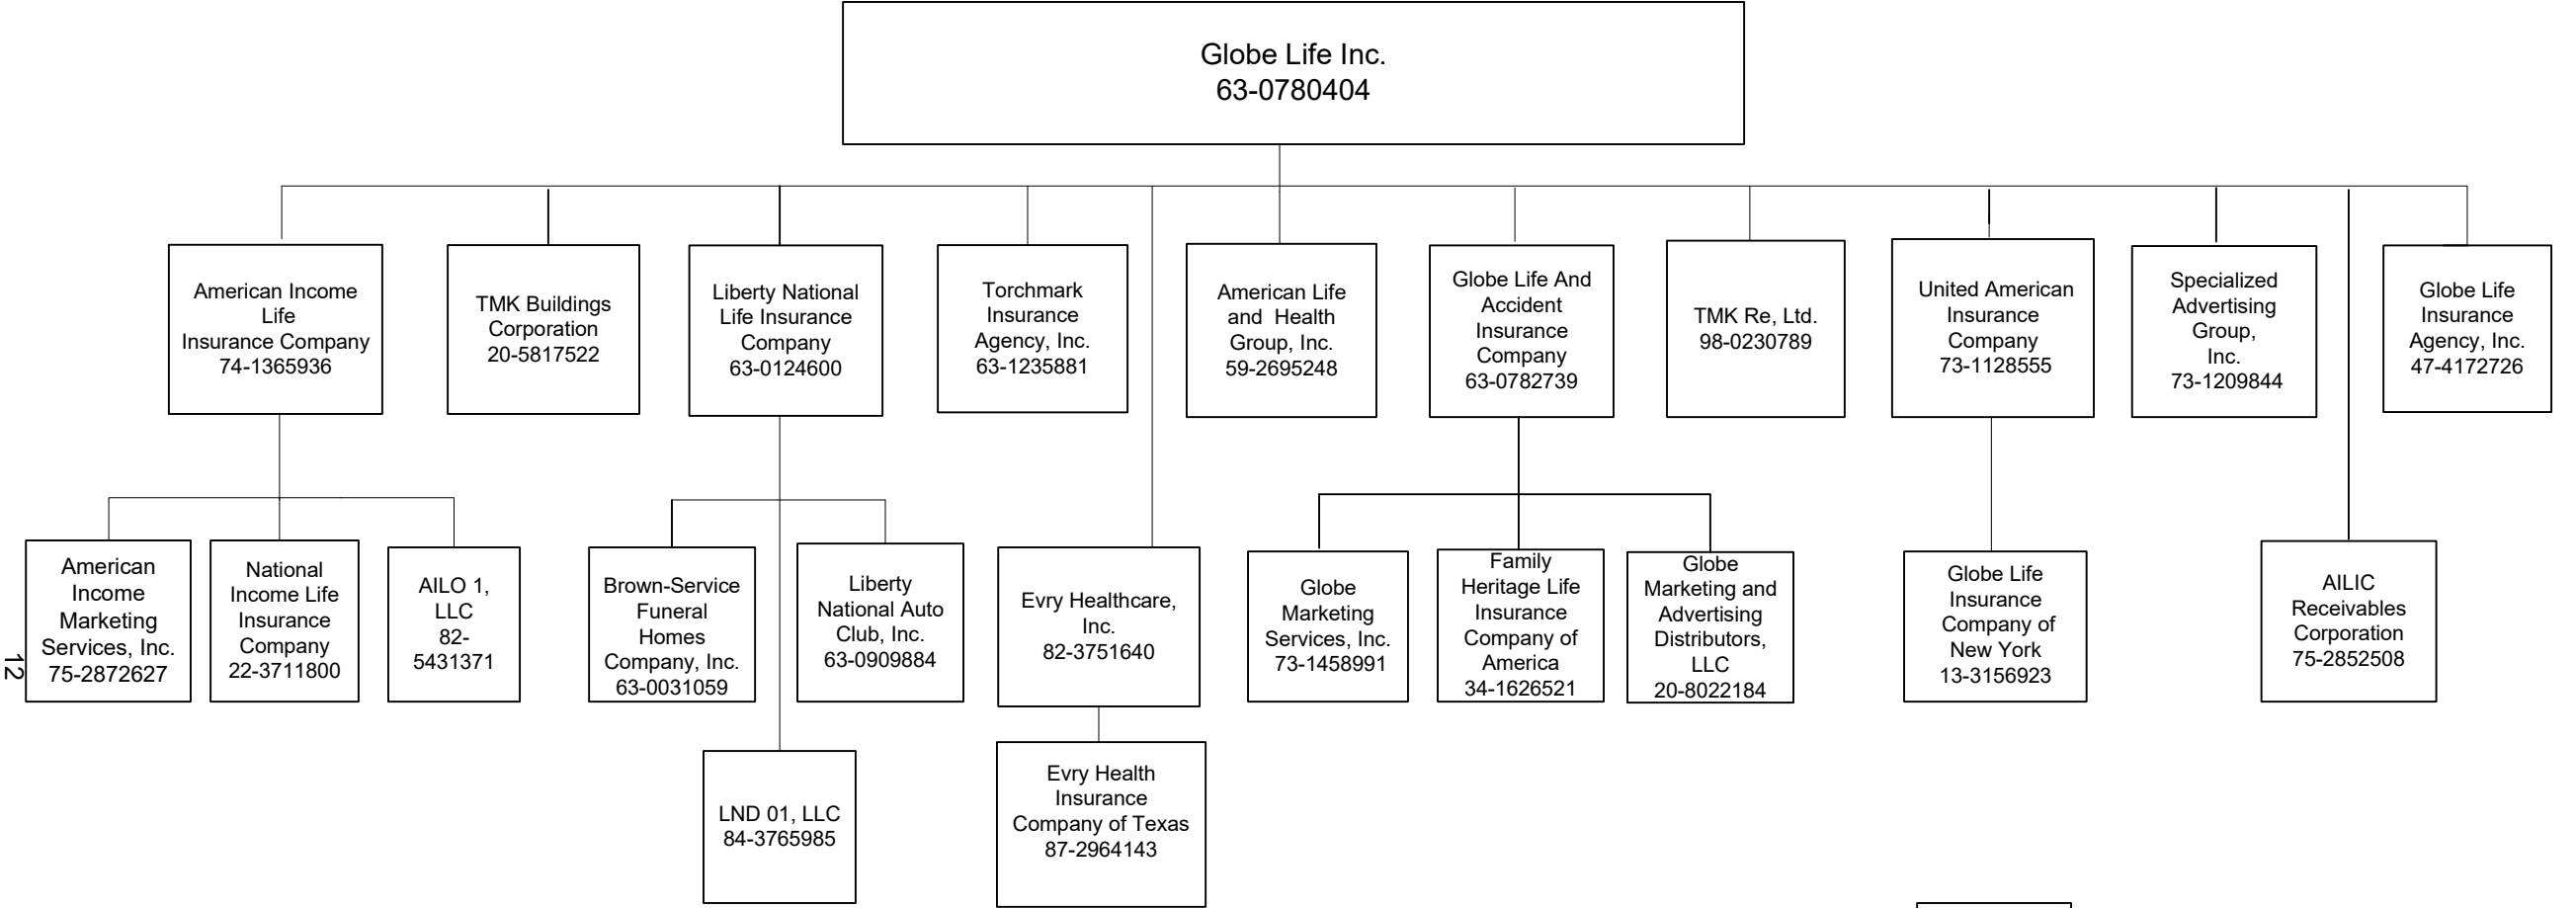 Globe Life Inc.
63-0780404
American Income
Life
Insurance Company
74-1365936
TMK Buildings
Corporation
20-5817522
Liberty National
Life Insurance
Company
63-0124600
Torchmark
Insurance
Agency, Inc.
63-1235881
American Life
and Health
Group, Inc.
59-2695248
Globe Life And
Accident
Insurance
Company
63-0782739
TMK Re, Ltd.
98-0230789
United American
Insurance
Company
73-1128555
Specialized
Advertising
Group,
Inc.
73-1209844
Globe Life
Insurance
Agency, Inc.
47-4172726
American
Income
Marketing
Services, Inc.
75-2872627
National
Income Life
Insurance
Company
22-3711800
AILO 1,
LLC
82-
5431371
Brown-Service
Funeral
Homes
Company, Inc.
63-0031059
Liberty
National Auto
Club, Inc.
63-0909884
Evry Healthcare,
Inc.
82-3751640
Globe
Marketing
Services, Inc.
73-1458991
Family
Heritage Life
Insurance
Company of
America
34-1626521
Globe
Marketing and
Advertising
Distributors,
LLC
20-8022184
Globe Life
Insurance
Company of
New York
13-3156923
AILIC
Receivables
Corporation
75-2852508
12
LND 01, LLC
84-3765985
Evry Health
Insurance
Company of Texas
87-2964143